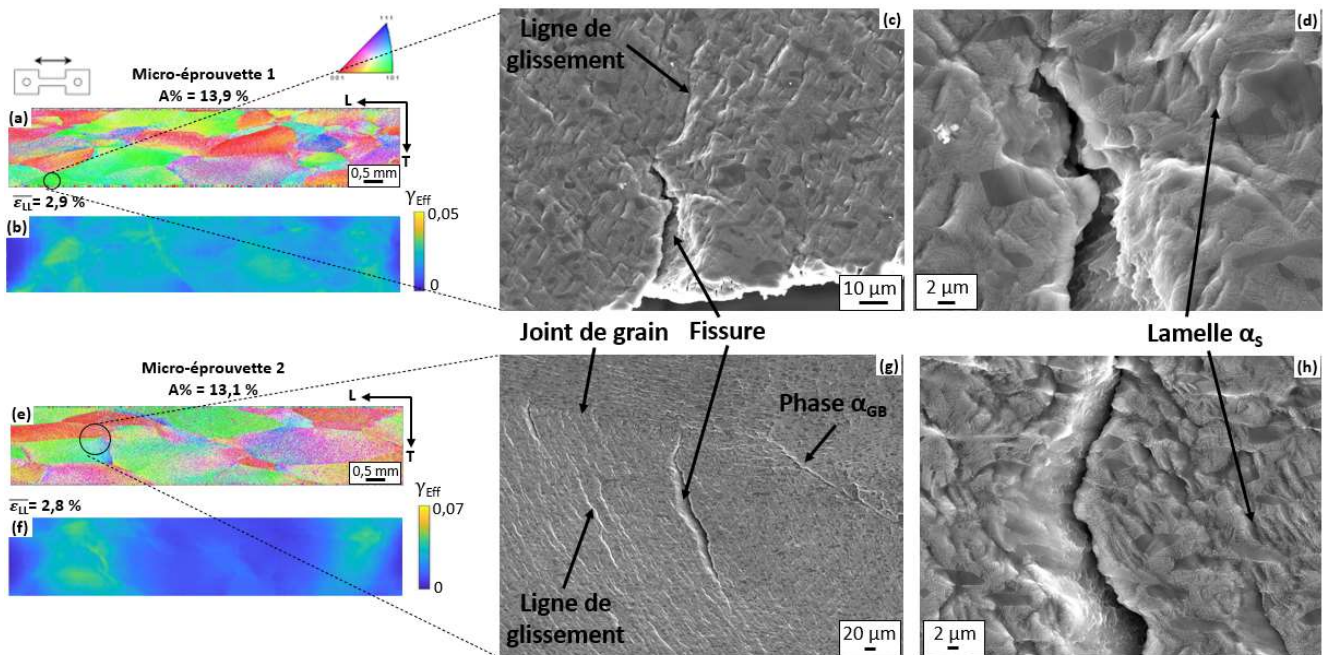 Micro-éprouvette 1
A% = 13,9 %
111
001
101
(a)
L
T
0,5 mm
ε̅LL= 2,9 %
γEff
0,05
0
(b)
Ligne de
glissement
(c)
10 µm
(d)
2 µm
Joint de grain
Fissure
Lamelle αS
Micro-éprouvette 2
A% = 13,1 %
(e)
L
T
0,5 mm
ε̅LL= 2,8 %
γEff
0,07
0
(f)
(g)
Phase αGB
Ligne de
glissement
20 µm
(h)
2 µm